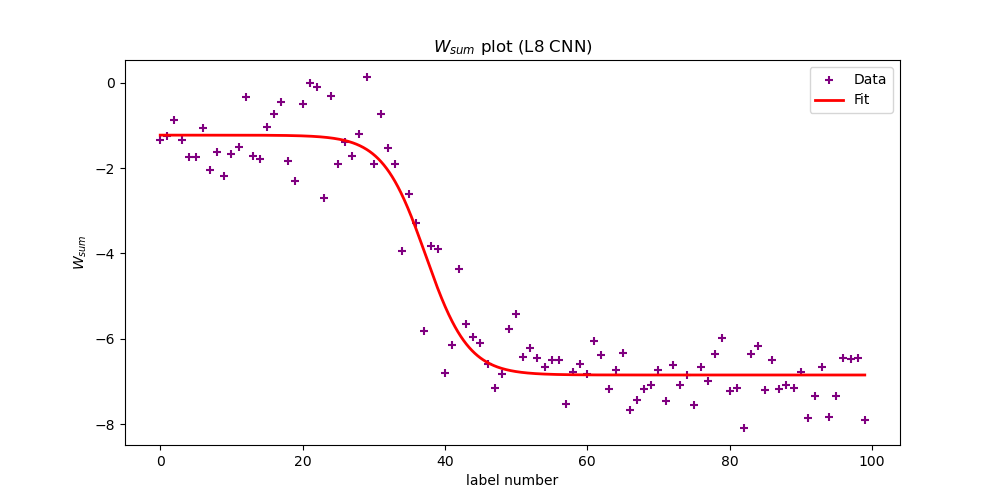 W_sum plot (L8 CNN)
Data
Fit
0
−2
−4
−6
−8
W_sum
0 20 40 60 80 100
label number